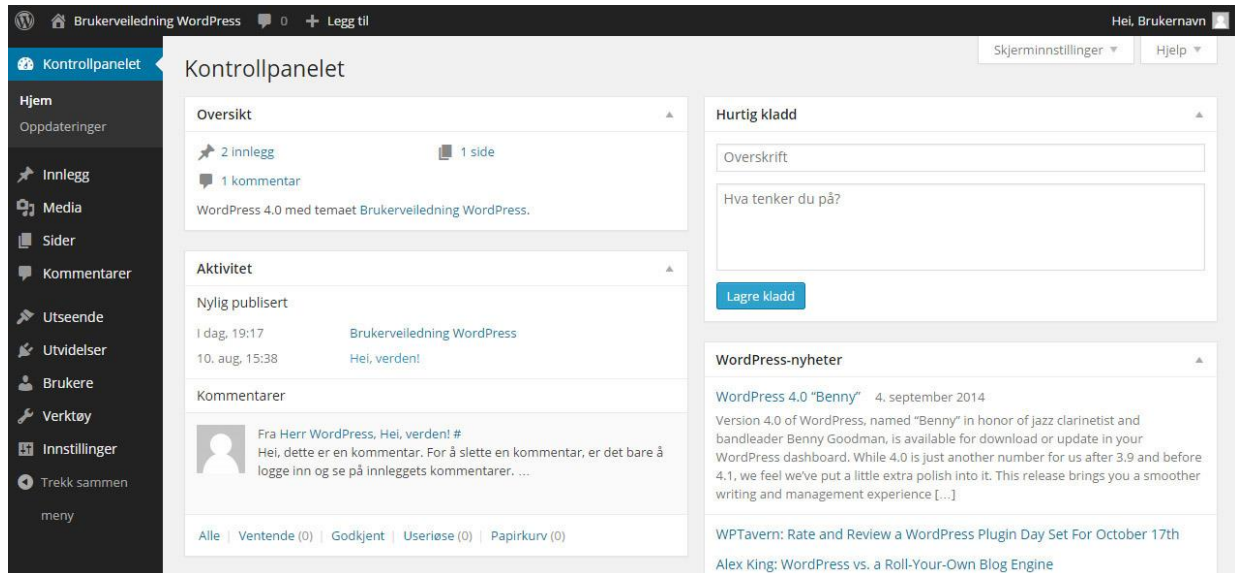 Brukerveiledning WordPress 0 + Legg til
Hei, Brukernavn
Kontrollpanelet
Hjem
Oppdateringer
Innlegg
Media
Sider
Kommentarer
Utseende
Utvidelser
Brukere
Verktøy
Innstillinger
Trekk sammen
meny
Skjerminnstillinger
Hjelp
Kontrollpanelet
Oversikt
2 innlegg 1 side
1 kommentar
WordPress 4.0 med temaet Brukerveiledning WordPress.
Aktivitet
Nylig publisert
I dag, 19:17 Brukerveiledning WordPress
10. aug, 15:38 Hei, verden!
Kommentarer
Fra Herr WordPress, Hei, verden! #
Hei, dette er en kommentar. For å slette en kommentar, er det bare å
logge inn og se på innleggets kommentarer. …
Alle | Ventende (0) | Godkjent | Useriøse (0) | Papirkurv (0)
Hurtig kladd
Overskrift
Hva tenker du på?
Lagre kladd
WordPress-nyheter
WordPress 4.0 “Benny” 4. september 2014
Version 4.0 of WordPress, named “Benny” in honor of jazz clarinetist and
bandleader Benny Goodman, is available for download or update in your
WordPress dashboard. While 4.0 is just another number for us after 3.9 and before
4.1, we feel we’ve put a little extra polish into it. This release brings you a smoother
writing and management experience […]
WPTavern: Rate and Review a WordPress Plugin Day Set For October 17th
Alex King: WordPress vs. a Roll-Your-Own Blog Engine